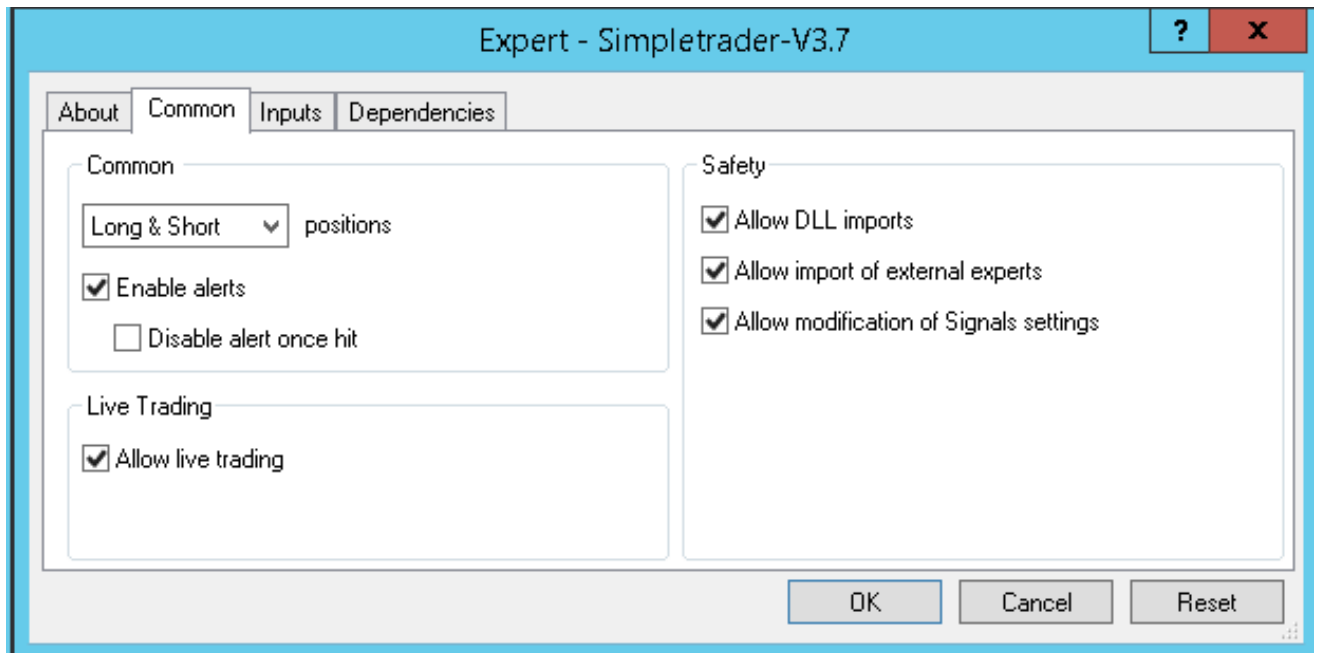 Expert - Simpletrader-V3.7
?
x
About
Common
Inputs
Dependencies
Common
Long & Short
positions
Enable alerts
Disable alert once hit
Live Trading
Allow live trading
Safety
Allow DLL imports
Allow import of external experts
Allow modification of Signals settings
OK
Cancel
Reset